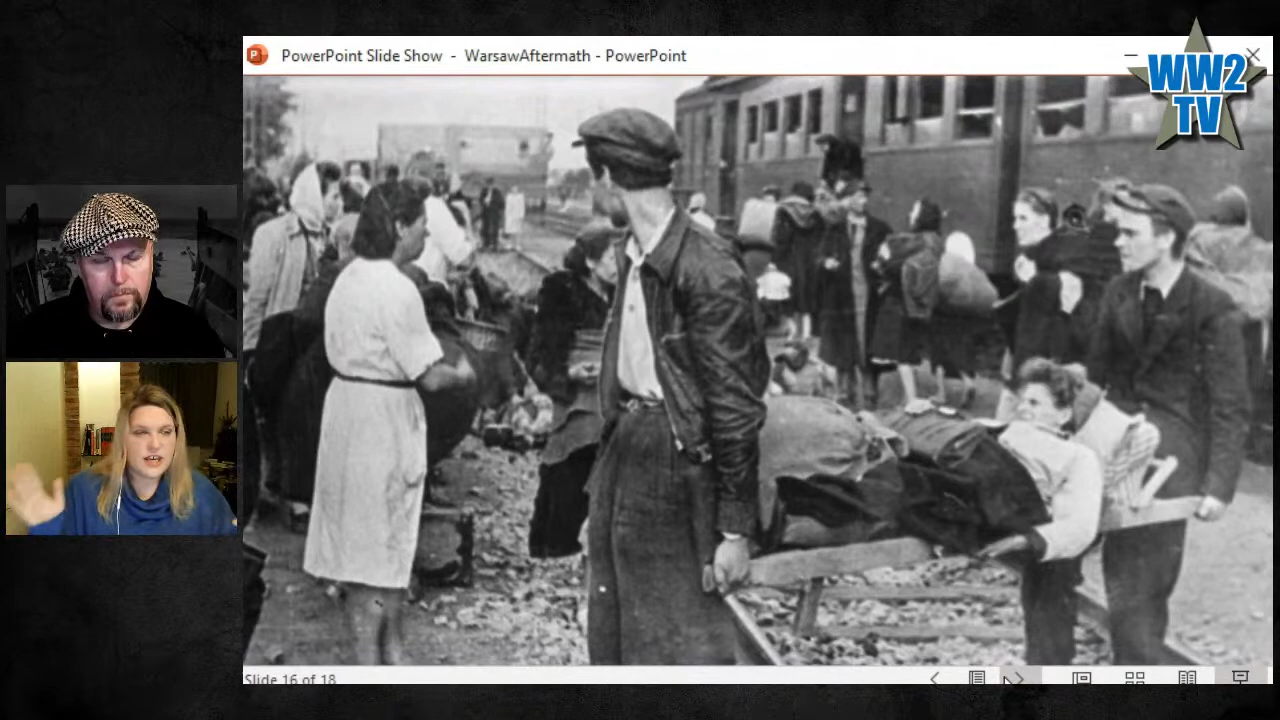 PowerPoint Slide Show - WarsawAftermath - PowerPoint
WW2
TV
Slide 16 of 18